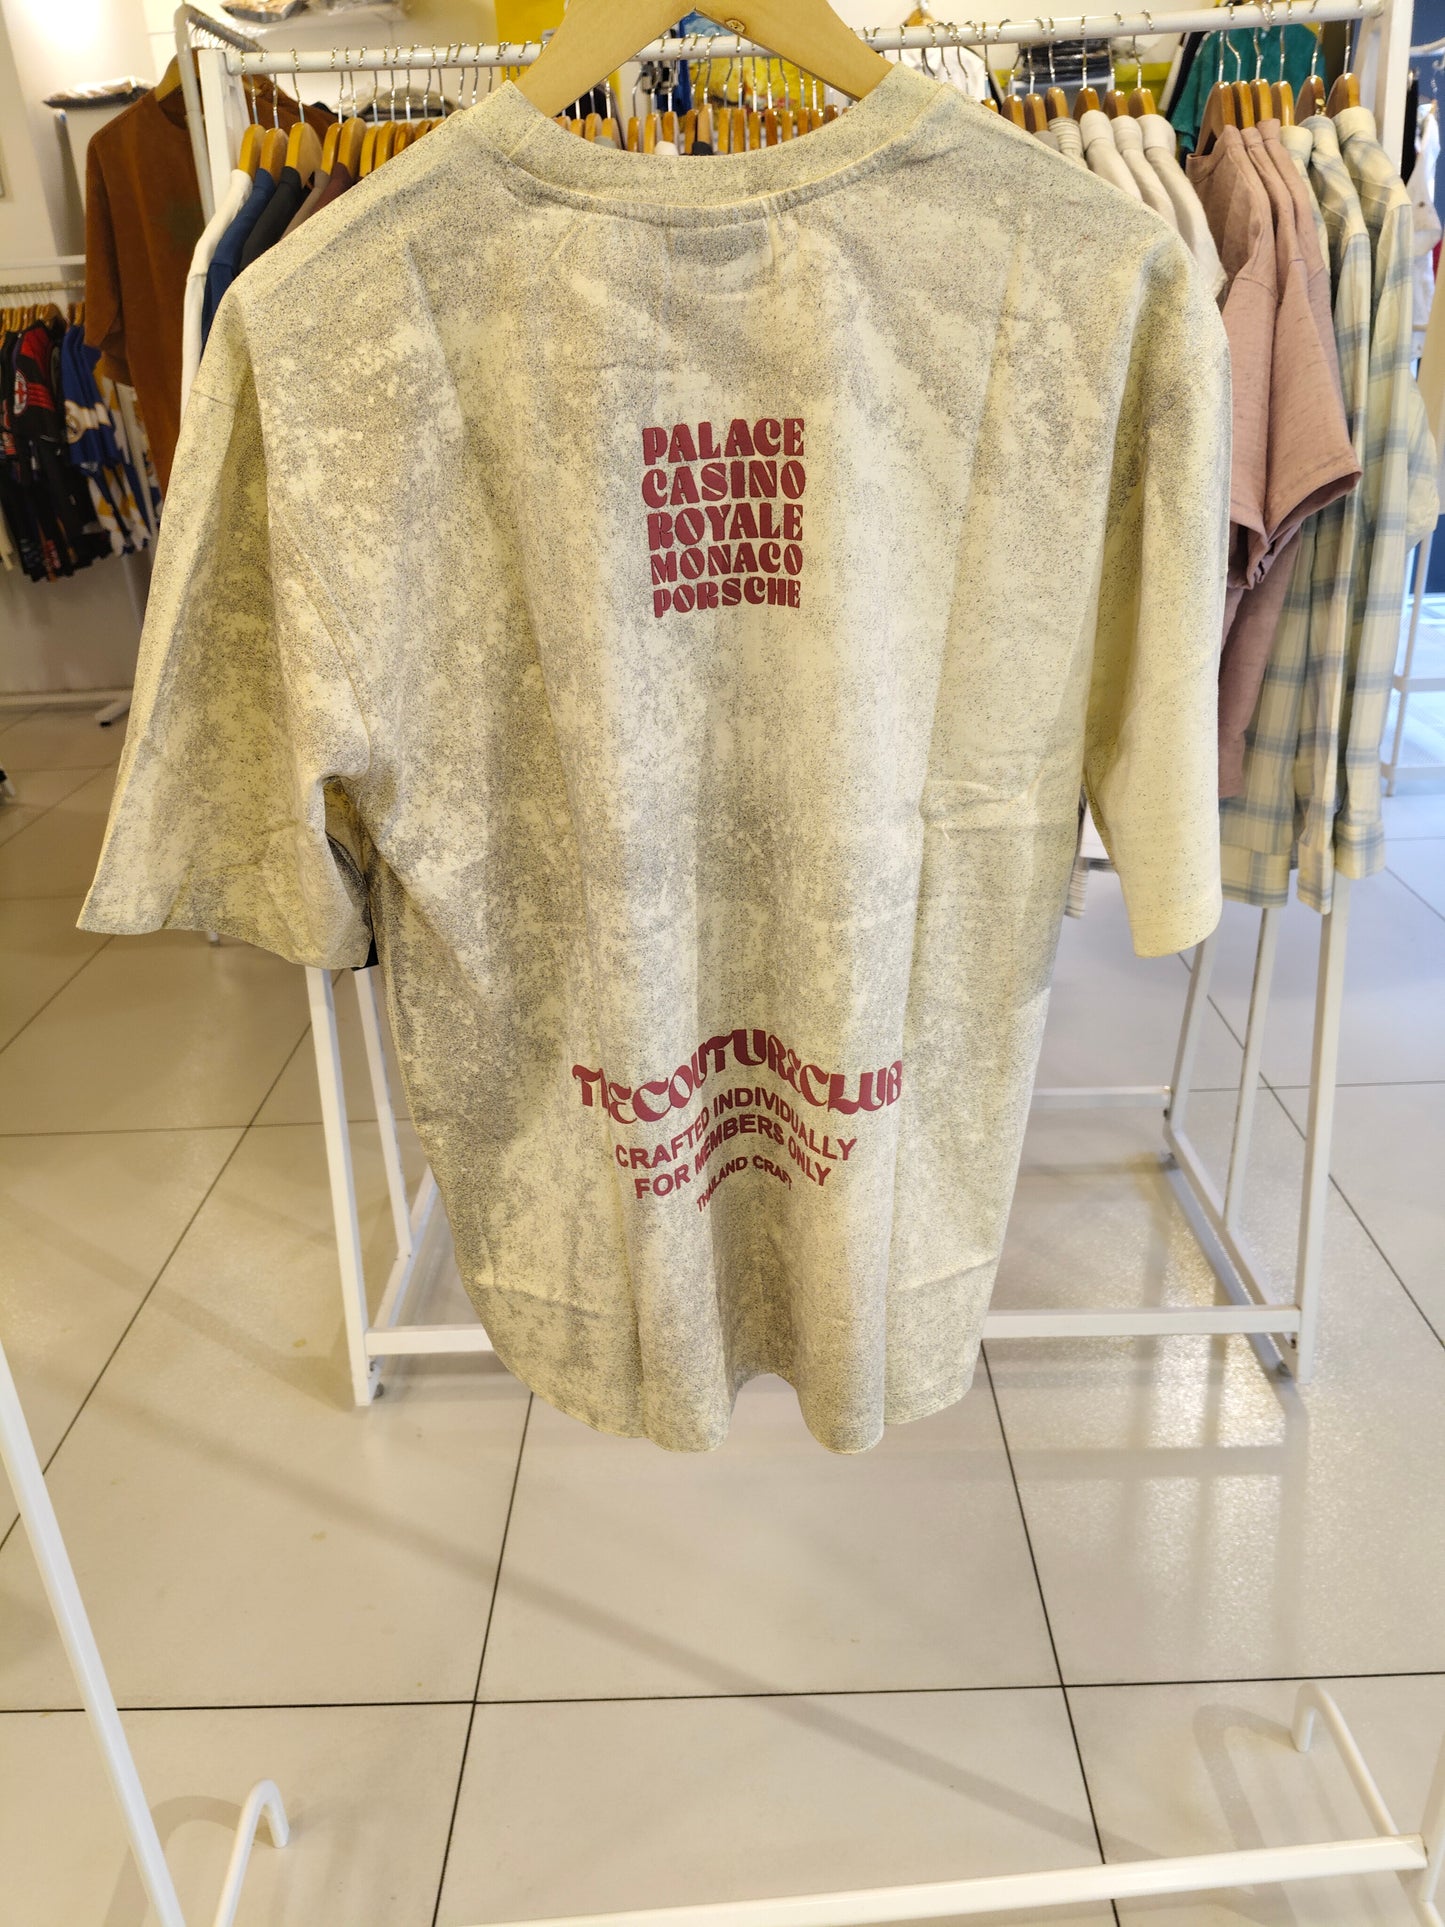 PALACE
CASINO
ROYALE
MONACO
PORSCHE
THECOUTURECLUB
CRAFTED INDIVIDUALLY
FOR MEMBERS ONLY
THAILAND CRAFT